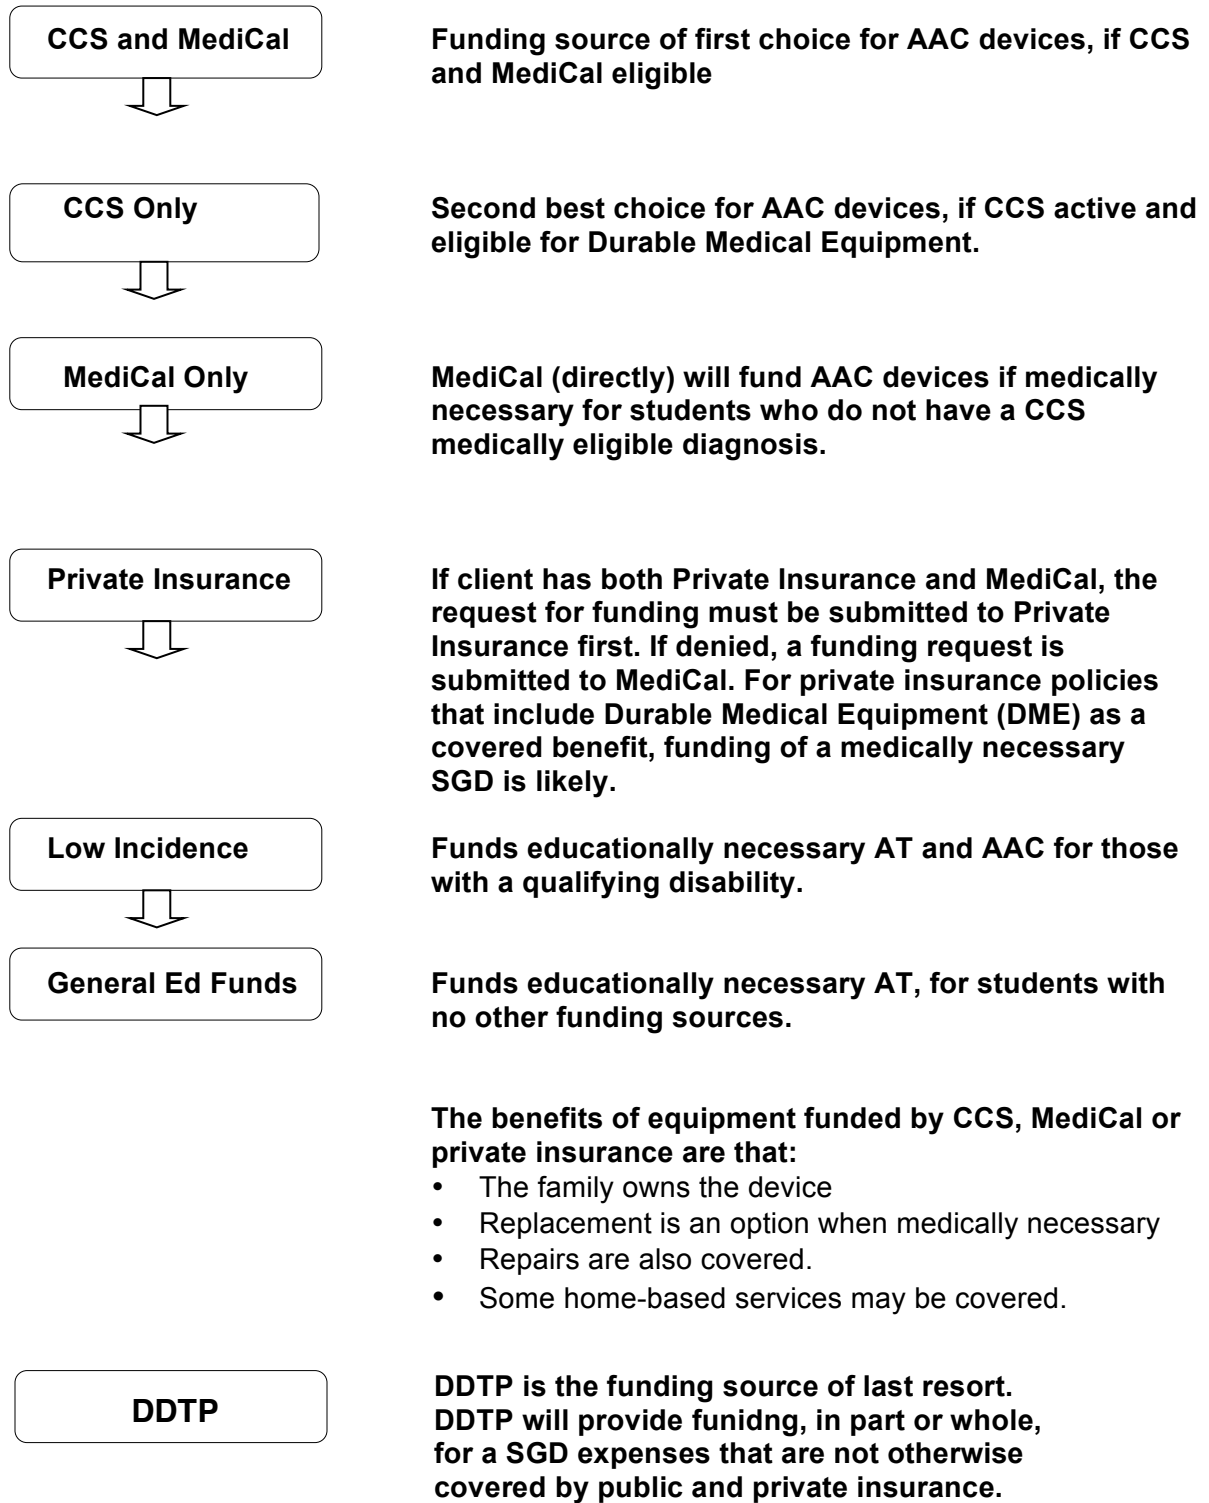 CCS and MediCal
Funding source of first choice for AAC devices, if CCS
and MediCal eligible
CCS Only
Second best choice for AAC devices, if CCS active and
eligible for Durable Medical Equipment.
MediCal Only
MediCal (directly) will fund AAC devices if medically
necessary for students who do not have a CCS
medically eligible diagnosis.
Private Insurance
If client has both Private Insurance and MediCal, the
request for funding must be submitted to Private
Insurance first. If denied, a funding request is
submitted to MediCal. For private insurance policies
that include Durable Medical Equipment (DME) as a
covered benefit, funding of a medically necessary
SGD is likely.
Low Incidence
Funds educationally necessary AT and AAC for those
with a qualifying disability.
General Ed Funds
Funds educationally necessary AT, for students with
no other funding sources.
The benefits of equipment funded by CCS, MediCal or
private insurance are that:
• The family owns the device
• Replacement is an option when medically necessary
• Repairs are also covered.
• Some home-based services may be covered.
DDTP
DDTP is the funding source of last resort.
DDTP will provide funidng, in part or whole,
for a SGD expenses that are not otherwise
covered by public and private insurance.